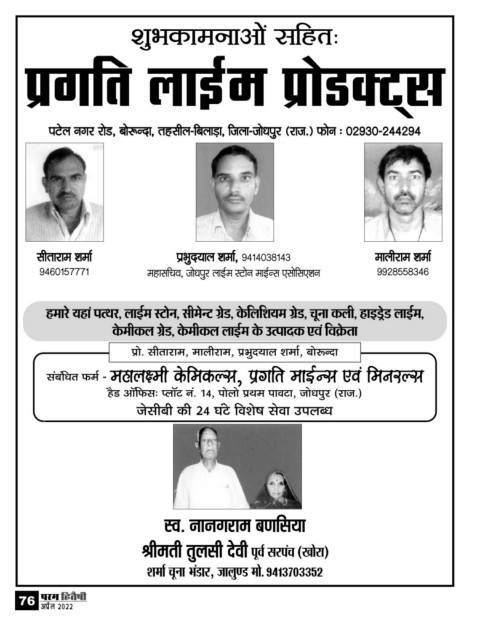 शुभकामनाओं सहितः
प्रगति लाईम प्रोडक्ट्स
पटेल नगर रोड, बोरून्दा, तहसील-बिलाड़ा, जिला-जोधपुर (राज.) फोन : 02930-244294
सीताराम शर्मा
9460157771
प्रभुदयाल शर्मा, 9414038143
महासचिव, जोधपुर लाईम स्टोन माईन्स एसोसिएशन
मालीराम शर्मा
9928558346
हमारे यहां पत्थर, लाईम स्टोन, सीमेन्ट ग्रेड, केलिशियम ग्रेड, चूना कली, हाइड्रेड लाईम,
केमीकल ग्रेड, केमीकल लाईम के उत्पादक एवं विक्रेता
प्रो. सीताराम, मालीराम, प्रभुदयाल शर्मा, बोरून्दा
संबंधित फर्म - महालक्ष्मी केमिकल्स, प्रगति माईन्स एवं मिनरल्स
हैड ऑफिसः प्लॉट नं. 14, पोलो प्रथम पावटा, जोधपुर (राज.)
जेसीबी की 24 घंटे विशेष सेवा उपलब्ध
स्व. नानगराम बणसिया
श्रीमती तुलसी देवी पूर्व सरपंच (खोरा)
शर्मा चूना भंडार, जालुण्ड मो. 9413703352
76 परम हितैषी
अप्रेल 2022